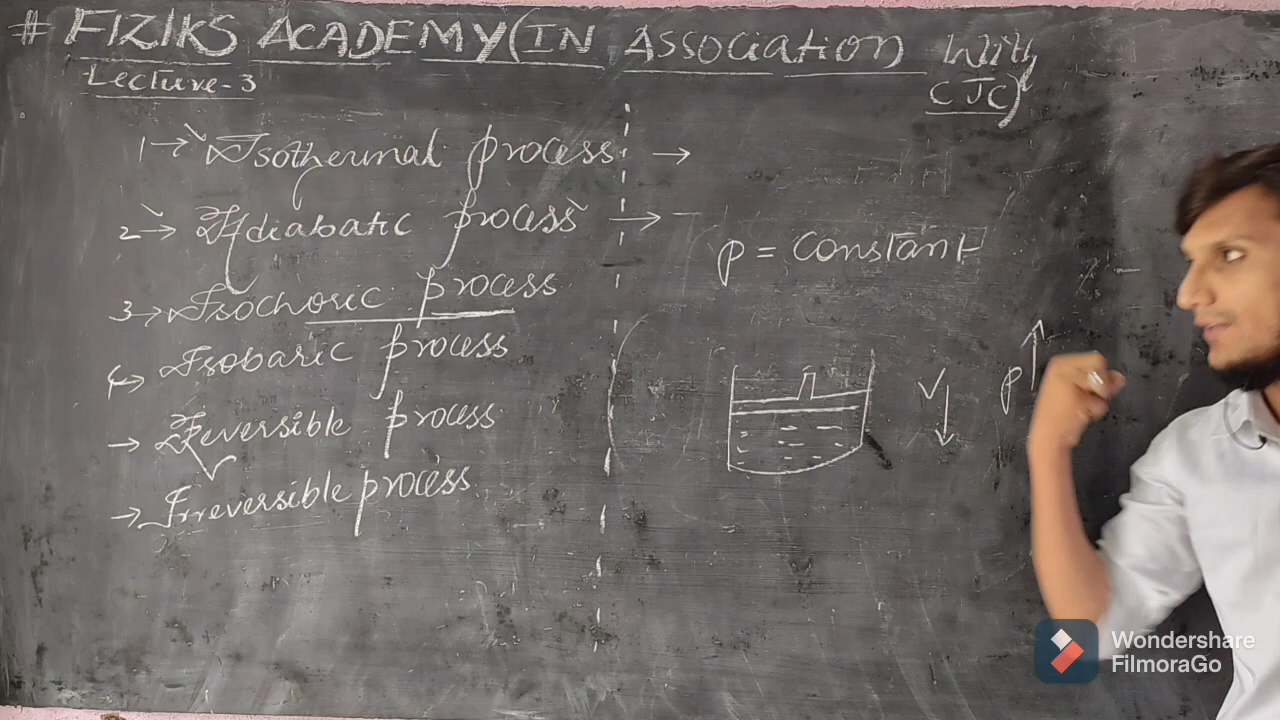 # FIZIKS ACADEMY (IN ASSOCIATION WITH
CJC)
Lecture-3
1→ Isothermal process →
2→ Adiabatic process →
3→ Isochoric process
4→ Isobaric process
→ Reversible process
→ Irreversible process
P = Constant
V ↓ P ↑
Wondershare
FilmoraGo